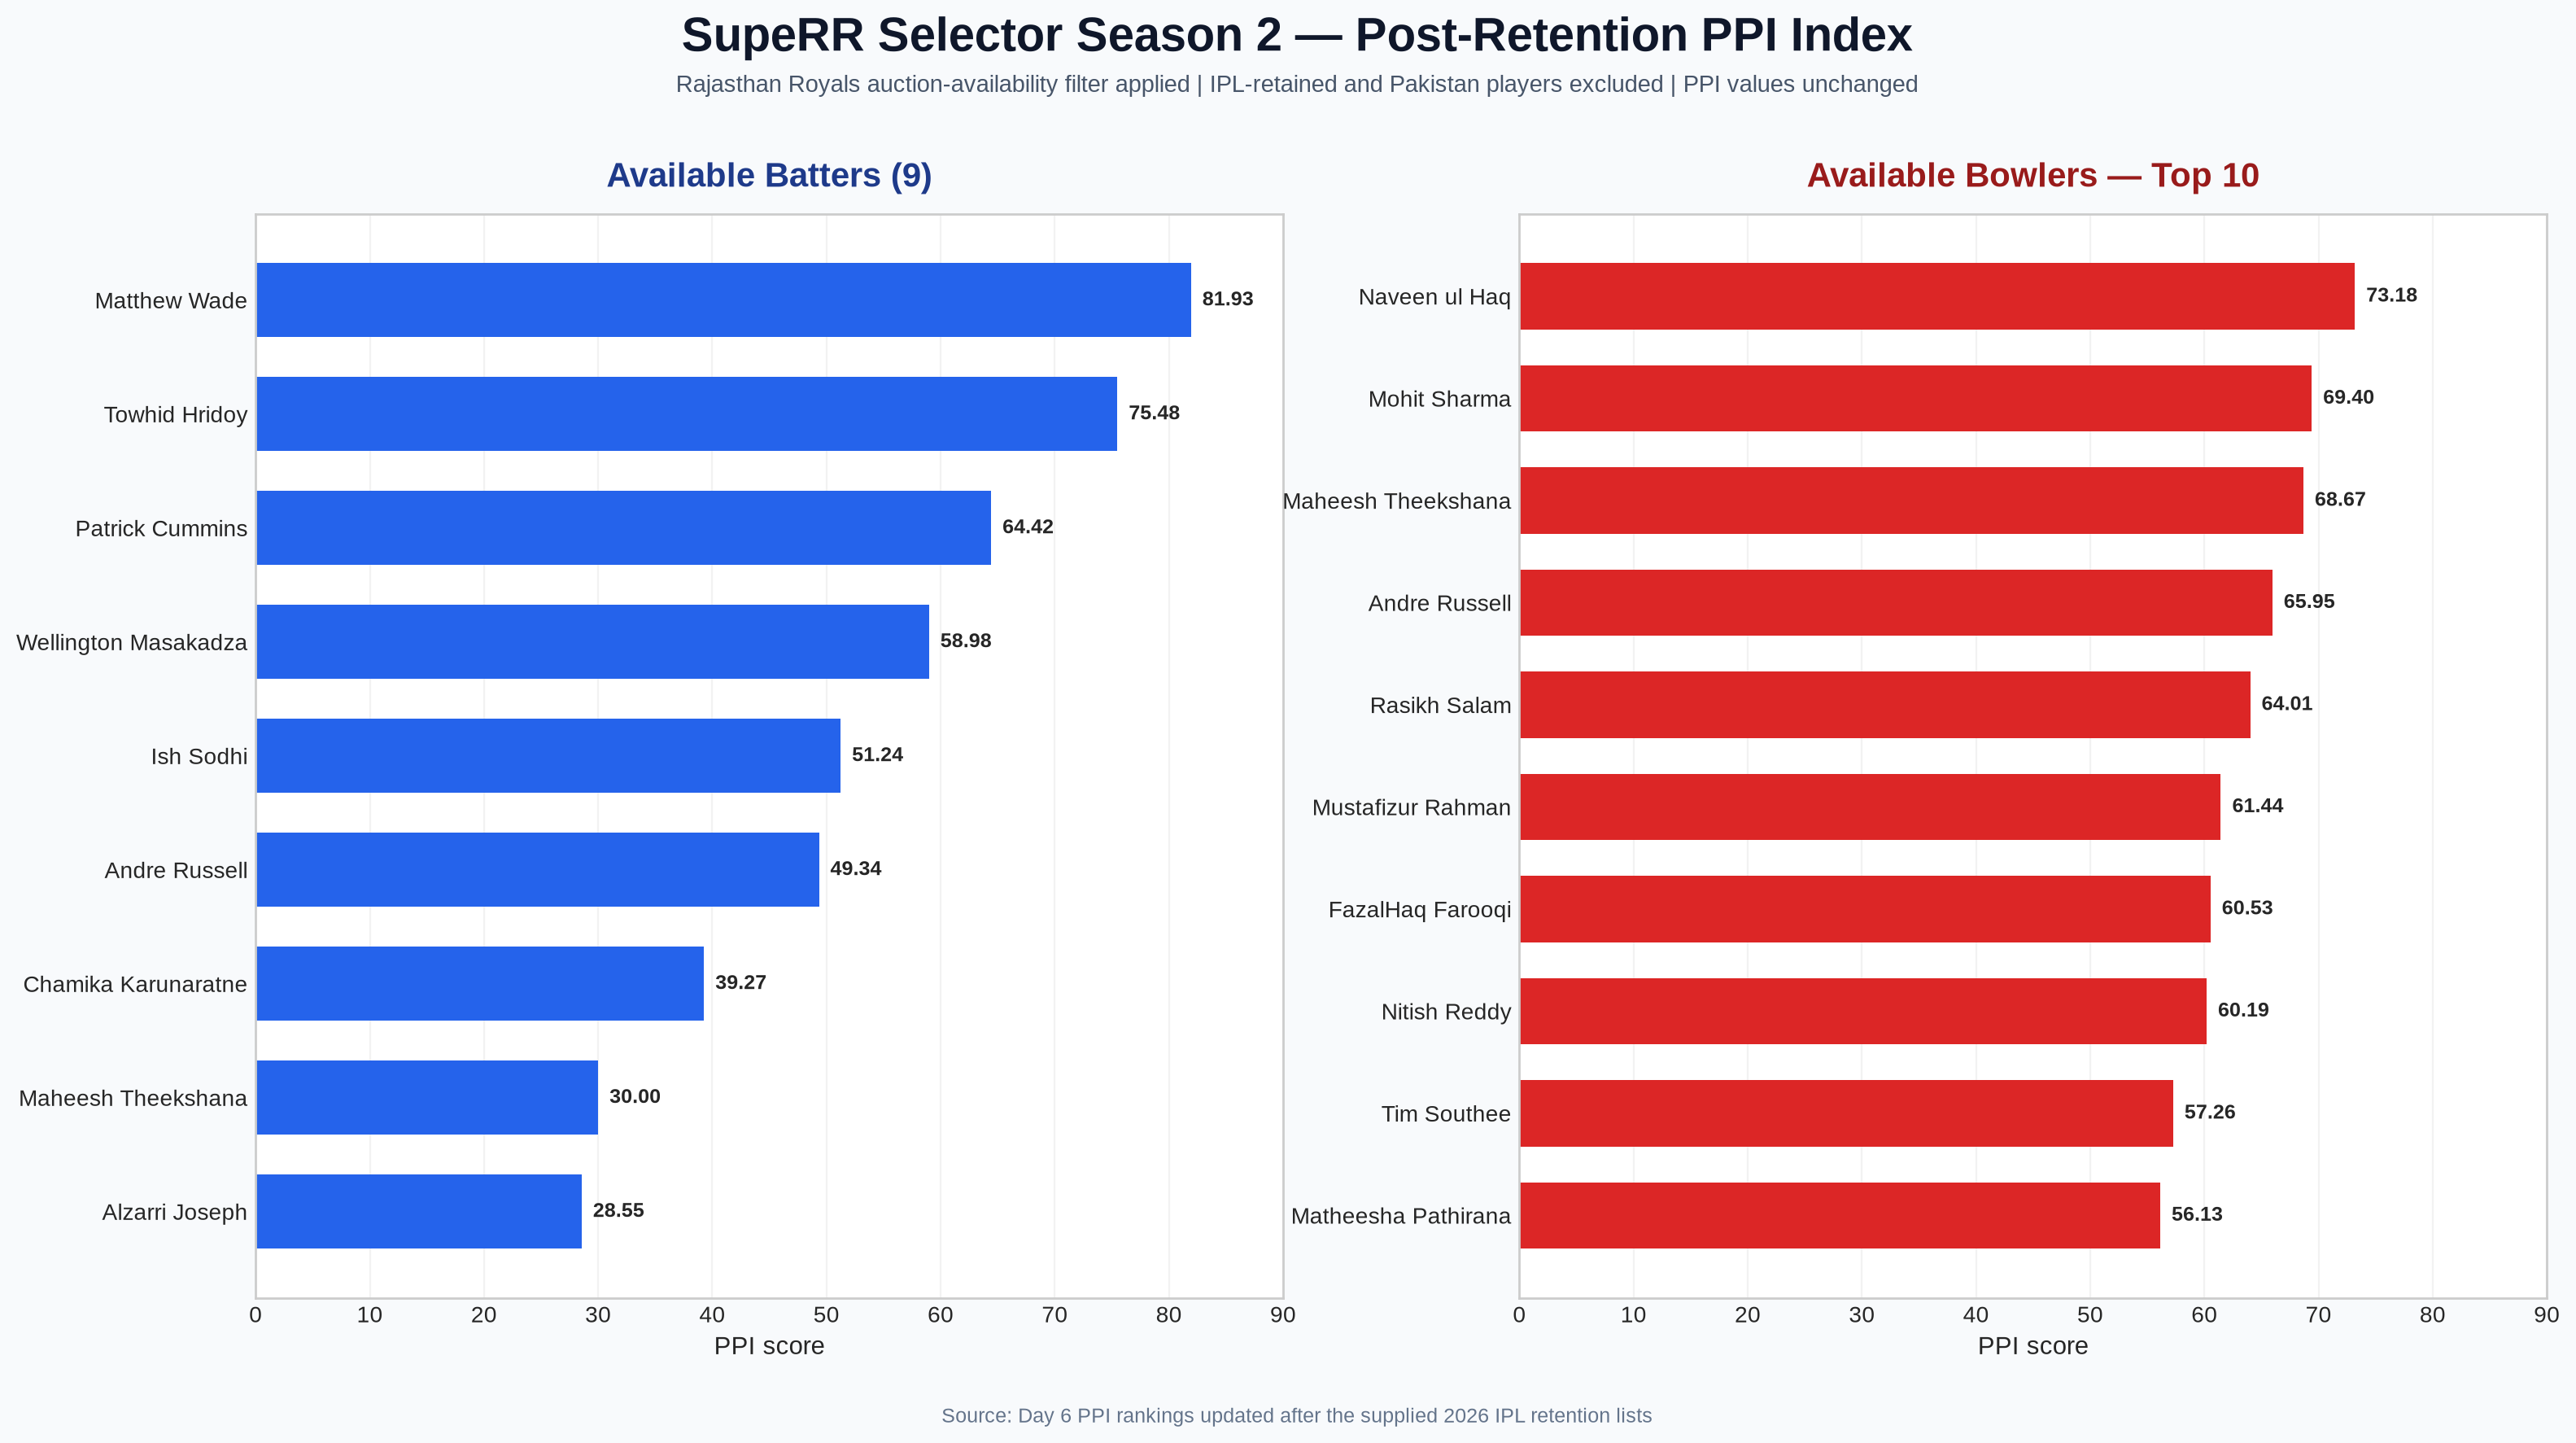 SupeRR Selector Season 2 — Post-Retention PPI Index
Rajasthan Royals auction-availability filter applied | IPL-retained and Pakistan players excluded | PPI values unchanged
Available Batters (9)
Matthew Wade 81.93
Towhid Hridoy 75.48
Patrick Cummins 64.42
Wellington Masakadza 58.98
Ish Sodhi 51.24
Andre Russell 49.34
Chamika Karunaratne 39.27
Maheesh Theekshana 30.00
Alzarri Joseph 28.55
0 10 20 30 40 50 60 70 80 90
PPI score
Available Bowlers — Top 10
Naveen ul Haq 73.18
Mohit Sharma 69.40
Maheesh Theekshana 68.67
Andre Russell 65.95
Rasikh Salam 64.01
Mustafizur Rahman 61.44
FazalHaq Farooqi 60.53
Nitish Reddy 60.19
Tim Southee 57.26
Matheesha Pathirana 56.13
0 10 20 30 40 50 60 70 80 90
PPI score
Source: Day 6 PPI rankings updated after the supplied 2026 IPL retention lists